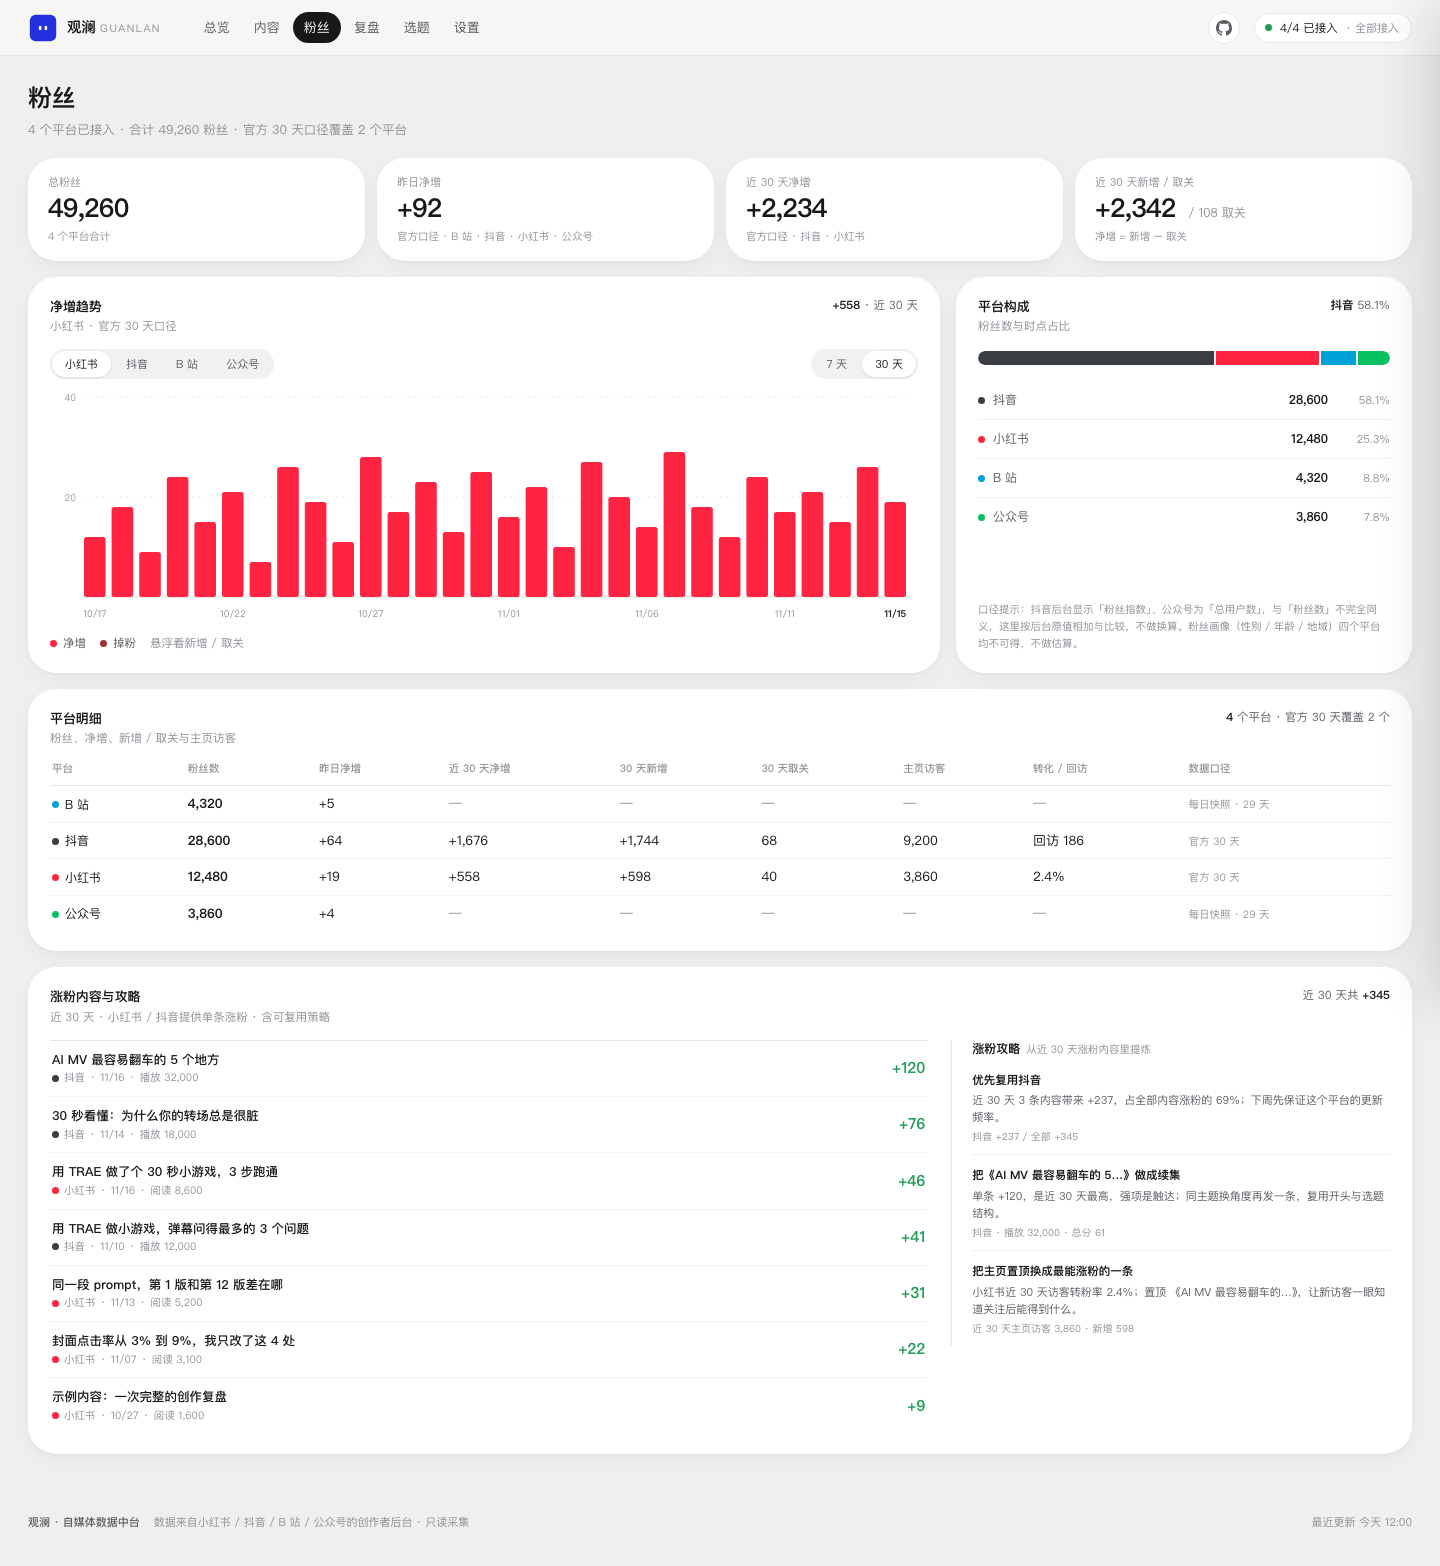 观澜 GUANLAN 总览 内容 粉丝 复盘 选题 设置 4/4 已接入 · 全部接入
粉丝
4 个平台已接入 · 合计 49,260 粉丝 · 官方 30 天口径覆盖 2 个平台
总粉丝
49,260
4 个平台合计
昨日净增
+92
官方口径 · B 站 · 抖音 · 小红书 · 公众号
近 30 天净增
+2,234
官方口径 · 抖音 · 小红书
近 30 天新增 / 取关
+2,342 / 108 取关
净增 = 新增 − 取关
净增趋势 +558 · 近 30 天
小红书 · 官方 30 天口径
小红书 抖音 B 站 公众号 7 天 30 天
40
20
10/17 10/22 10/27 11/01 11/06 11/11 11/15
净增 掉粉 悬浮看新增 / 取关
平台构成 抖音 58.1%
粉丝数与时点占比
抖音 28,600 58.1%
小红书 12,480 25.3%
B 站 4,320 8.8%
公众号 3,860 7.8%
口径提示：抖音后台显示「粉丝指数」、公众号为「总用户数」，与「粉丝数」不完全同
义，这里按后台原值相加与比较，不做换算。粉丝画像（性别 / 年龄 / 地域）四个平台
均不可得，不做估算。
平台明细 4 个平台 · 官方 30 天覆盖 2 个
粉丝、净增、新增 / 取关与主页访客
平台 粉丝数 昨日净增 近 30 天净增 30 天新增 30 天取关 主页访客 转化 / 回访 数据口径
B 站 4,320 +5 — — — — — 每日快照 · 29 天
抖音 28,600 +64 +1,676 +1,744 68 9,200 回访 186 官方 30 天
小红书 12,480 +19 +558 +598 40 3,860 2.4% 官方 30 天
公众号 3,860 +4 — — — — — 每日快照 · 29 天
涨粉内容与攻略 近 30 天共 +345
近 30 天 · 小红书 / 抖音提供单条涨粉 · 含可复用策略
AI MV 最容易翻车的 5 个地方 +120
抖音 · 11/16 · 播放 32,000
30 秒看懂：为什么你的转场总是很脏 +76
抖音 · 11/14 · 播放 18,000
用 TRAE 做了个 30 秒小游戏，3 步跑通 +46
小红书 · 11/16 · 阅读 8,600
用 TRAE 做小游戏，弹幕问得最多的 3 个问题 +41
抖音 · 11/10 · 播放 12,000
同一段 prompt，第 1 版和第 12 版差在哪 +31
小红书 · 11/13 · 阅读 5,200
封面点击率从 3% 到 9%，我只改了这 4 处 +22
小红书 · 11/07 · 阅读 3,100
示例内容：一次完整的创作复盘 +9
小红书 · 10/27 · 阅读 1,600
涨粉攻略 从近 30 天涨粉内容里提炼
优先复用抖音
近 30 天 3 条内容带来 +237，占全部内容涨粉的 69%；下周先保证这个平台的更新
频率。
抖音 +237 / 全部 +345
把《AI MV 最容易翻车的 5…》做成续集
单条 +120，是近 30 天最高，强项是触达；同主题换角度再发一条，复用开头与选题
结构。
抖音 · 播放 32,000 · 总分 61
把主页置顶换成最能涨粉的一条
小红书近 30 天访客转粉率 2.4%；置顶 《AI MV 最容易翻车的…》，让新访客一眼知
道关注后能得到什么。
近 30 天主页访客 3,860 · 新增 598
观澜 · 自媒体数据中台 数据来自小红书 / 抖音 / B 站 / 公众号的创作者后台 · 只读采集 最近更新 今天 12:00